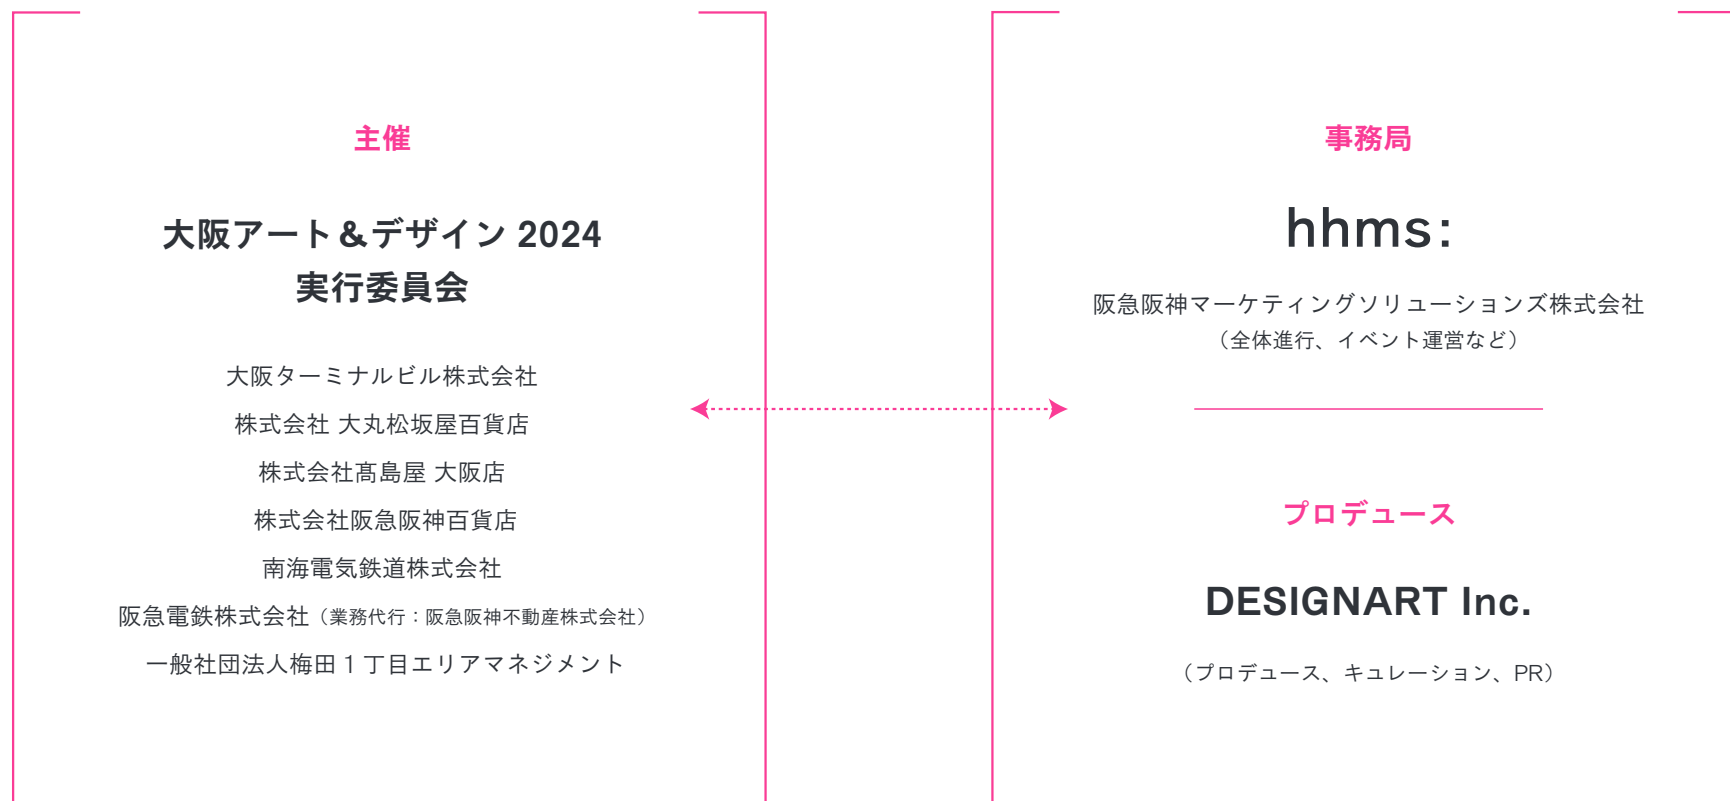 主催
大阪アート＆デザイン 2024
実行委員会
大阪ターミナルビル株式会社
株式会社 大丸松坂屋百貨店
株式会社髙島屋 大阪店
株式会社阪急阪神百貨店
南海電気鉄道株式会社
阪急電鉄株式会社（業務代行：阪急阪神不動産株式会社）
一般社団法人梅田１丁目エリアマネジメント
事務局
hhms:
阪急阪神マーケティングソリューションズ株式会社
（全体進行、イベント運営など）
プロデュース
DESIGNART Inc.
（プロデュース、キュレーション、PR）